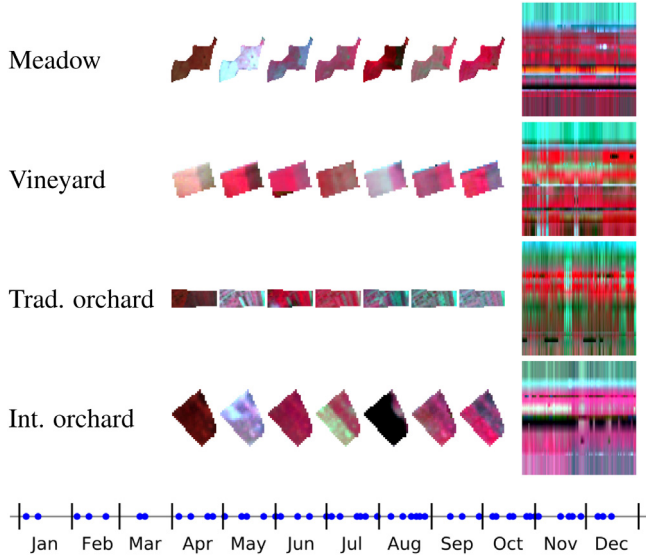 Meadow
Vineyard
Trad. orchard
Int. orchard
Jan Feb Mar Apr May Jun Jul Aug Sep Oct Nov Dec